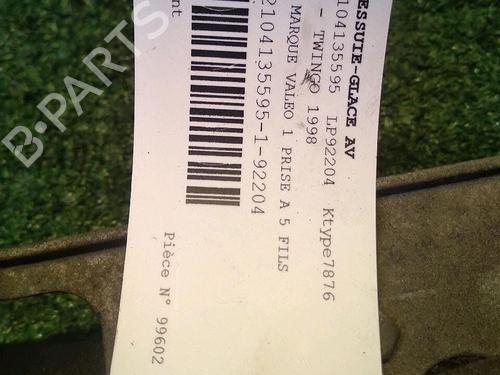 ESSUIE-GLACE AV
104135595 LP92204 Ktype7876
- TWINGO 1998
MARQUE VALEO 1 PRISE A 5 FILS
2104135595-1-92204
Pièce N° 99602
B-PARTS